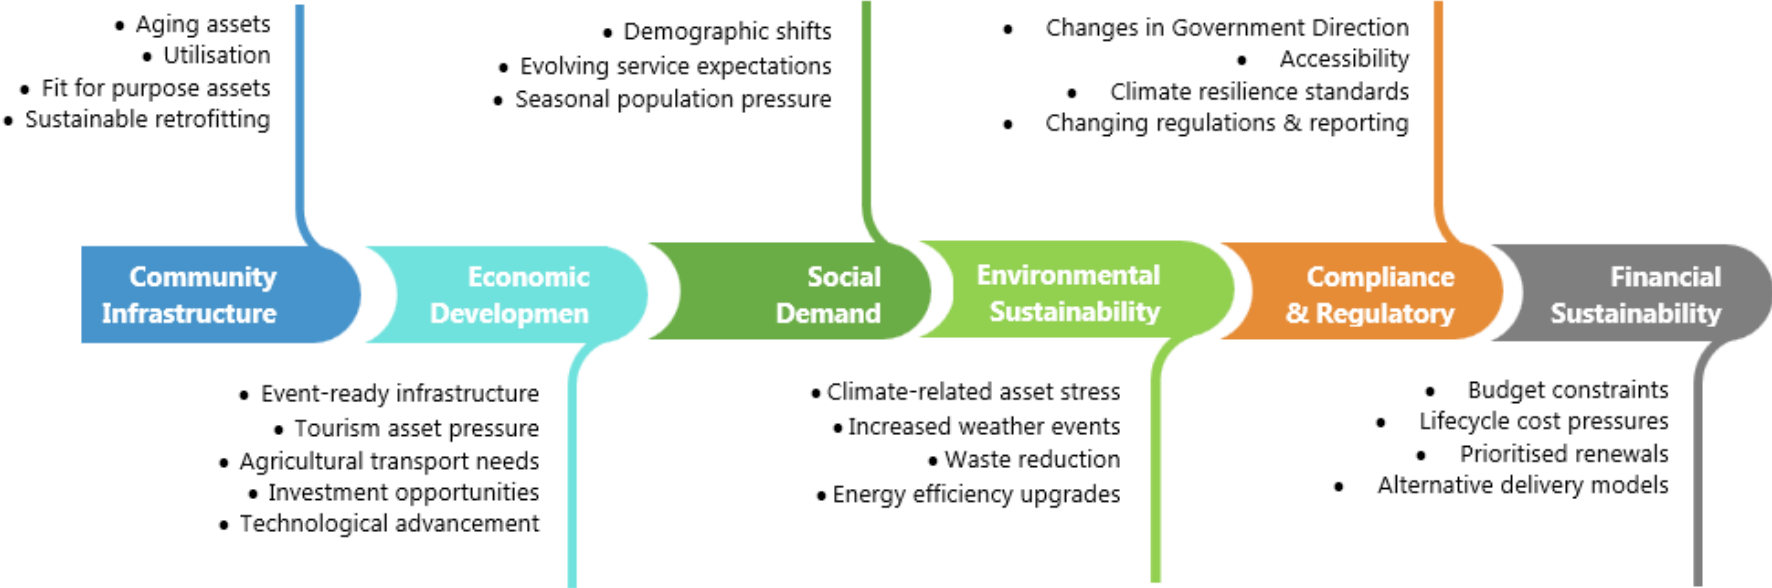 • Aging assets
• Utilisation
• Fit for purpose assets
• Sustainable retrofitting
• Demographic shifts
• Evolving service expectations
• Seasonal population pressure
• Changes in Government Direction
• Accessibility
• Climate resilience standards
• Changing regulations & reporting
Community
Infrastructure
Economic
Developmen
Social
Demand
Environmental
Sustainability
Compliance
& Regulatory
Financial
Sustainability
• Event-ready infrastructure
• Tourism asset pressure
• Agricultural transport needs
• Investment opportunities
• Technological advancement
• Climate-related asset stress
• Increased weather events
• Waste reduction
• Energy efficiency upgrades
• Budget constraints
• Lifecycle cost pressures
• Prioritised renewals
• Alternative delivery models